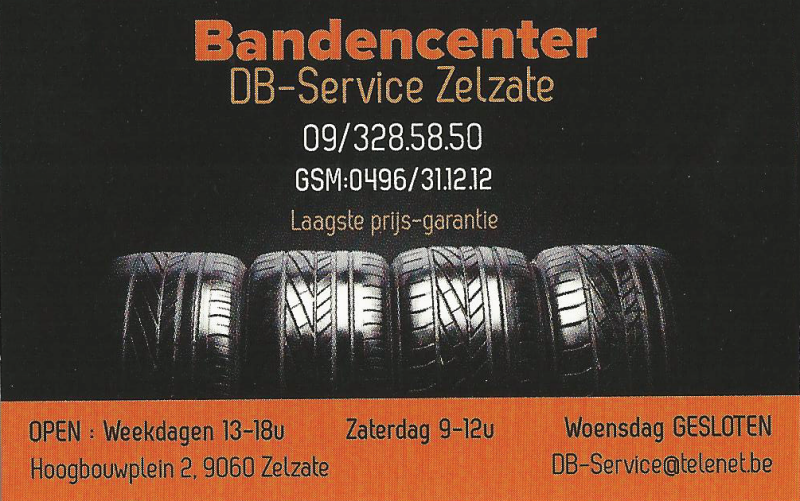 Bandencenter
DB-Service Zelzate
09/328.58.50
GSM:0496/31.12.12
Laagste prijs-garantie
OPEN : Weekdagen 13-18u Zaterdag 9-12u Woensdag GESLOTEN
Hoogbouwplein 2, 9060 Zelzate DB-Service@telenet.be